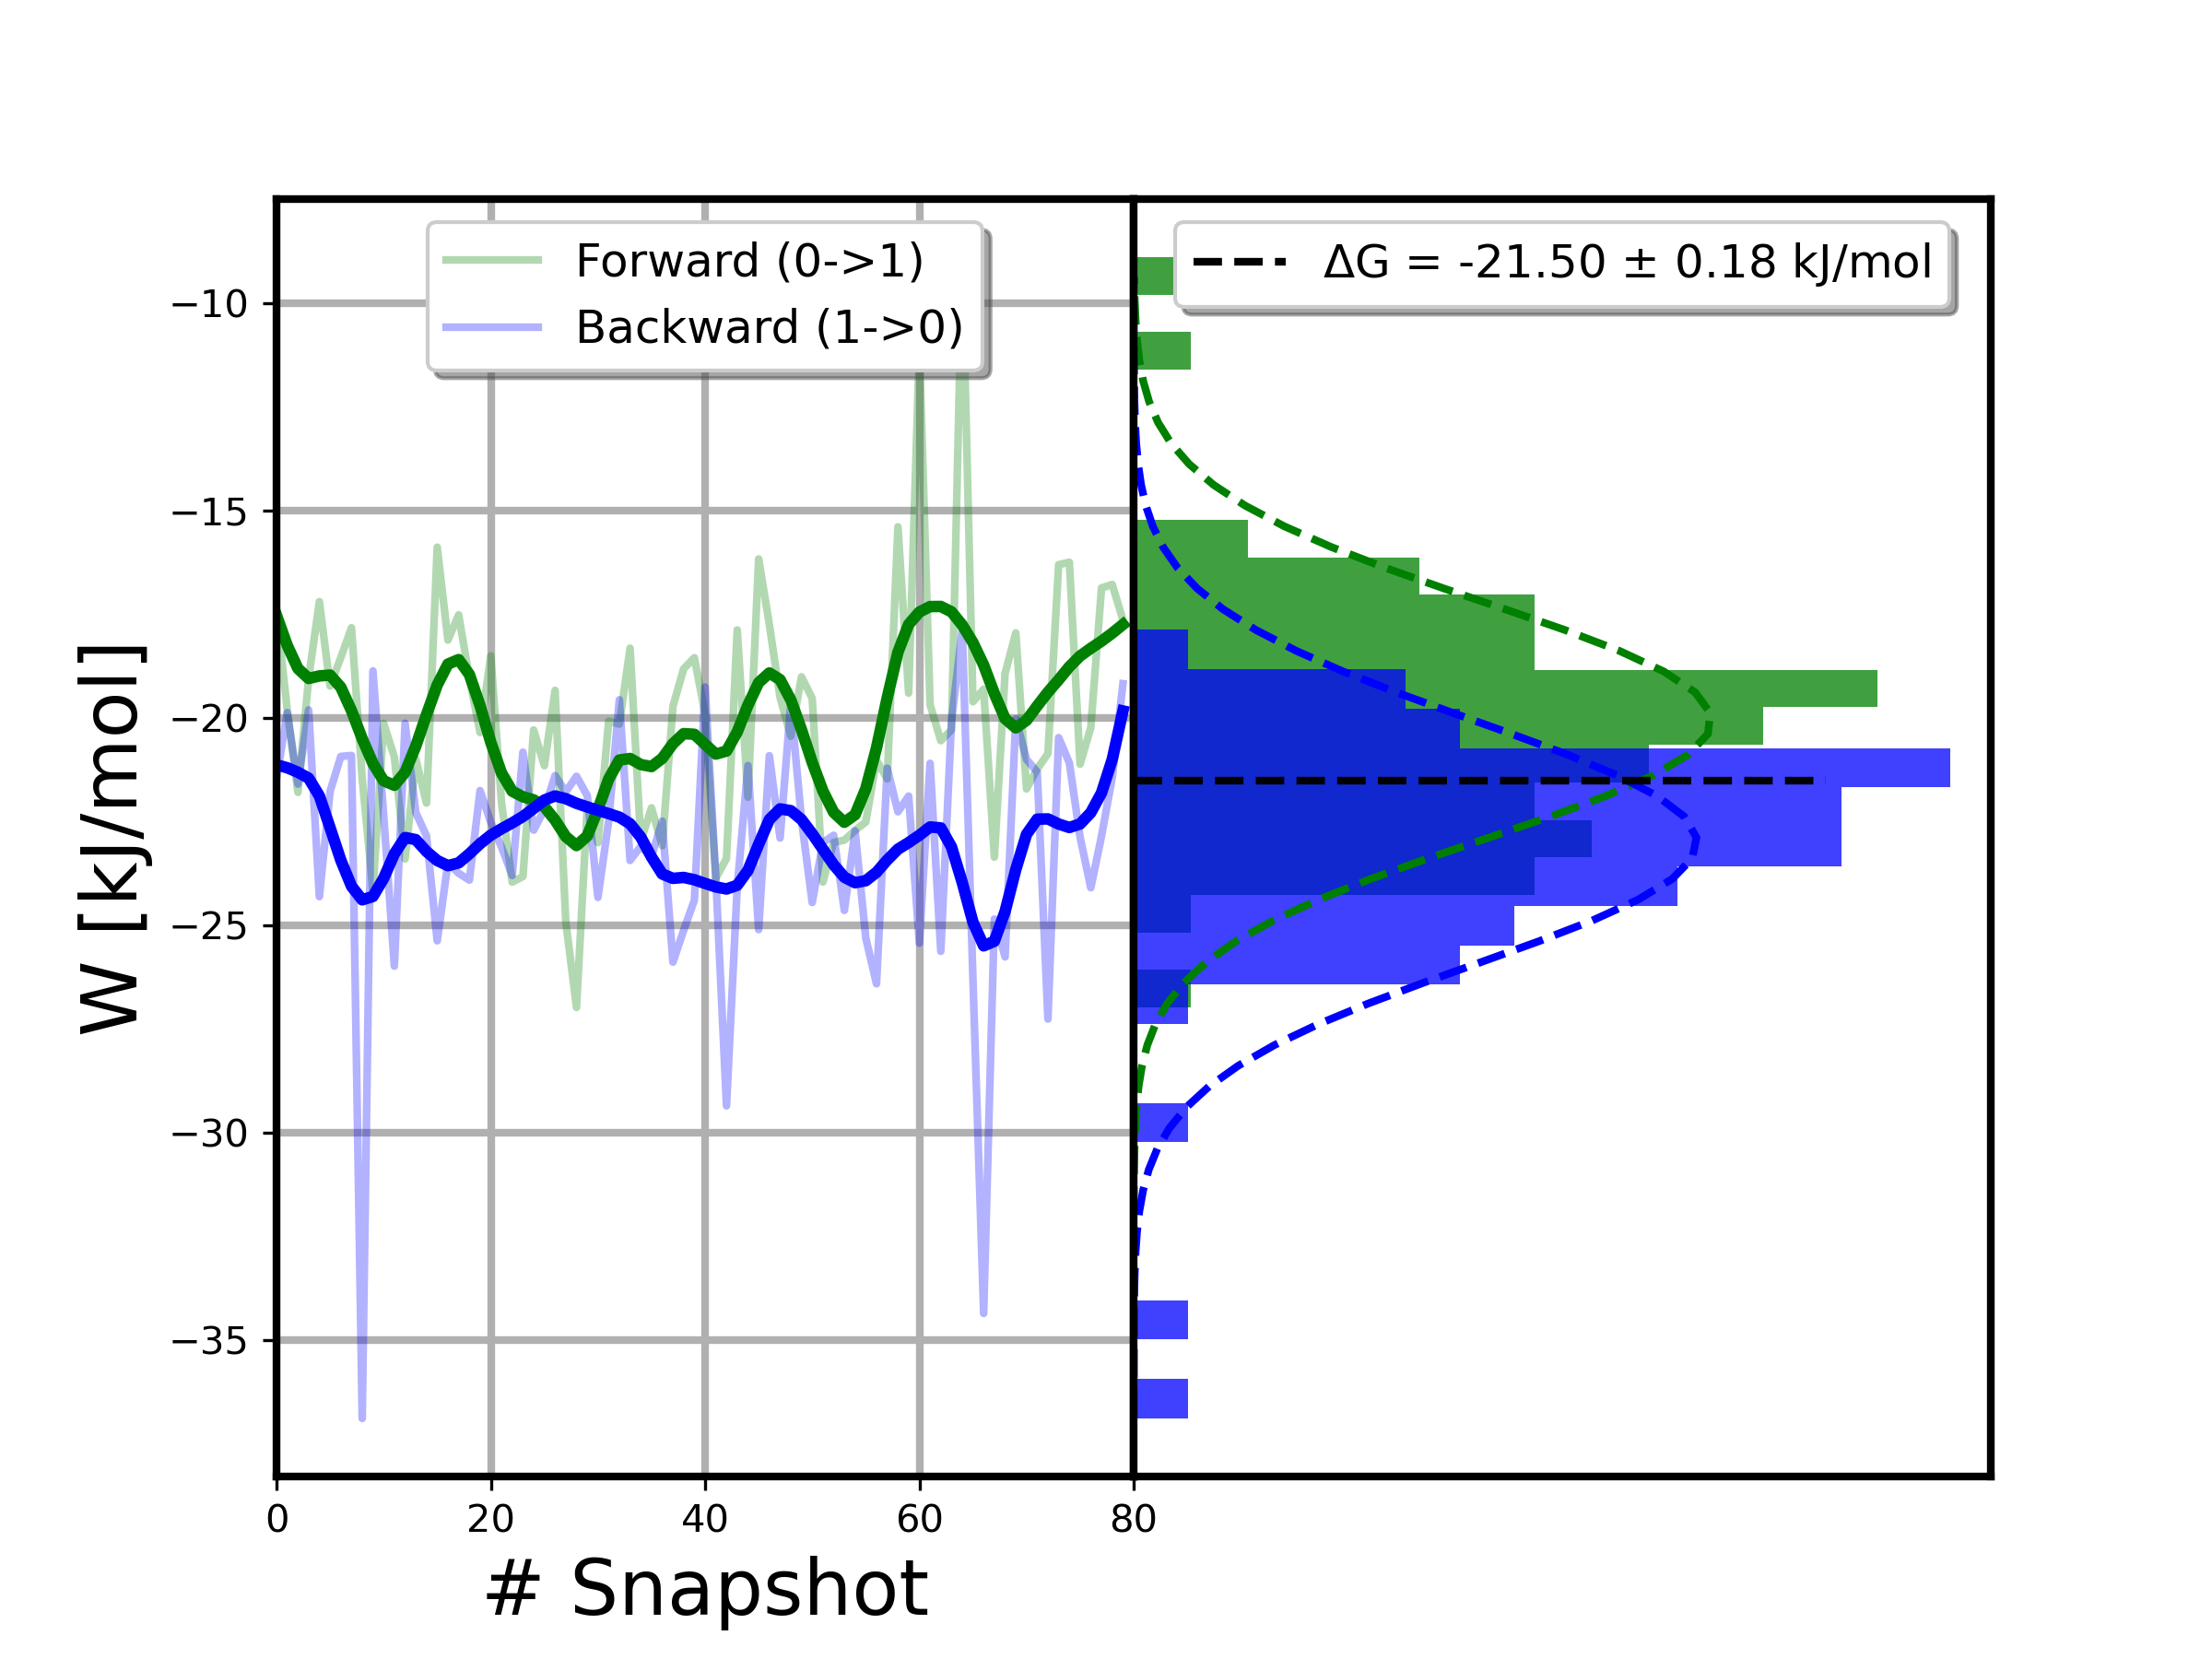 Forward (0->1)
Backward (1->0)
ΔG = -21.50 ± 0.18 kJ/mol
W [kJ/mol]
−10
−15
−20
−25
−30
−35
0 20 40 60 80
# Snapshot